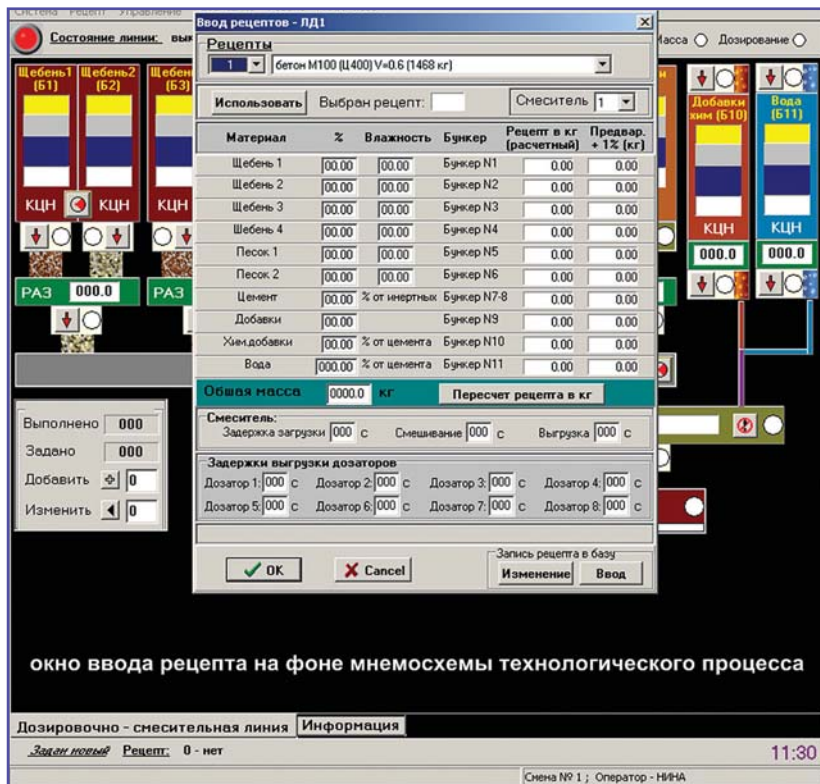 Система Рецепт Управление
Ввод рецептов - ЛД1
Состояние линии: вык
Масса Дозирование
Рецепты
1 бетон М100 (Ц400) V=0.6 (1468 кг)
Использовать Выбран рецепт: Смеситель 1
Щебень1 (Б1)
Щебень2 (Б2)
Щебень (Б3)
Добавки хим (Б10)
Вода (Б11)
КЦН КЦН КЦН КЦН
000.0 000.0
РАЗ 000.0 РАЗ
Материал % Влажность Бункер Рецепт в кг (расчетный) Предвар. + 1% (кг)
Щебень 1 00.00 00.00 Бункер N1 0.00 0.00
Щебень 2 00.00 00.00 Бункер N2 0.00 0.00
Щебень 3 00.00 00.00 Бункер N3 0.00 0.00
Щебень 4 00.00 00.00 Бункер N4 0.00 0.00
Песок 1 00.00 00.00 Бункер N5 0.00 0.00
Песок 2 00.00 00.00 Бункер N6 0.00 0.00
Цемент 00.00 % от инертных Бункер N7-8 0.00 0.00
Добавки 00.00 Бункер N9 0.00 0.00
Хим.добавки 00.00 % от цемента Бункер N10 0.00 0.00
Вода 000.00 % от цемента Бункер N11 0.00 0.00
Общая масса 0000.0 кг Пересчет рецепта в кг
Смеситель:
Задержка загрузки 000 с Смешивание 000 с Выгрузка 000 с
Задержки выгрузки дозаторов
Дозатор 1: 000 с Дозатор 2: 000 с Дозатор 3: 000 с Дозатор 4: 000 с
Дозатор 5: 000 с Дозатор 6: 000 с Дозатор 7: 000 с Дозатор 8: 000 с
Запись рецепта в базу
OK Cancel Изменение Ввод
Выполнено 000
Задано 000
Добавить 0
Изменить 0
окно ввода рецепта на фоне мнемосхемы технологического процесса
Дозировочно - смесительная линия Информация
Задан новый Рецепт: 0 - нет 11:30
Смена № 1 ; Оператор - НИНА